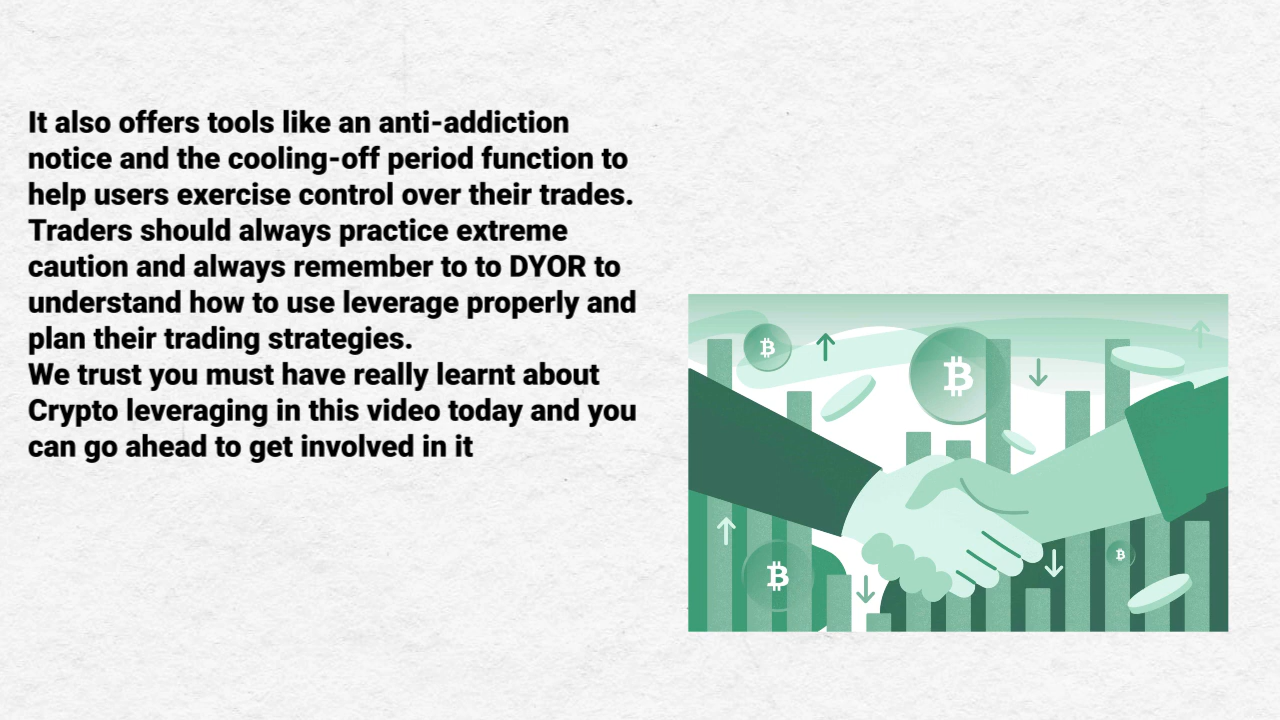 It also offers tools like an anti-addiction
notice and the cooling-off period function to
help users exercise control over their trades.
Traders should always practice extreme
caution and always remember to to DYOR to
understand how to use leverage properly and
plan their trading strategies.
We trust you must have really learnt about
Crypto leveraging in this video today and you
can go ahead to get involved in it